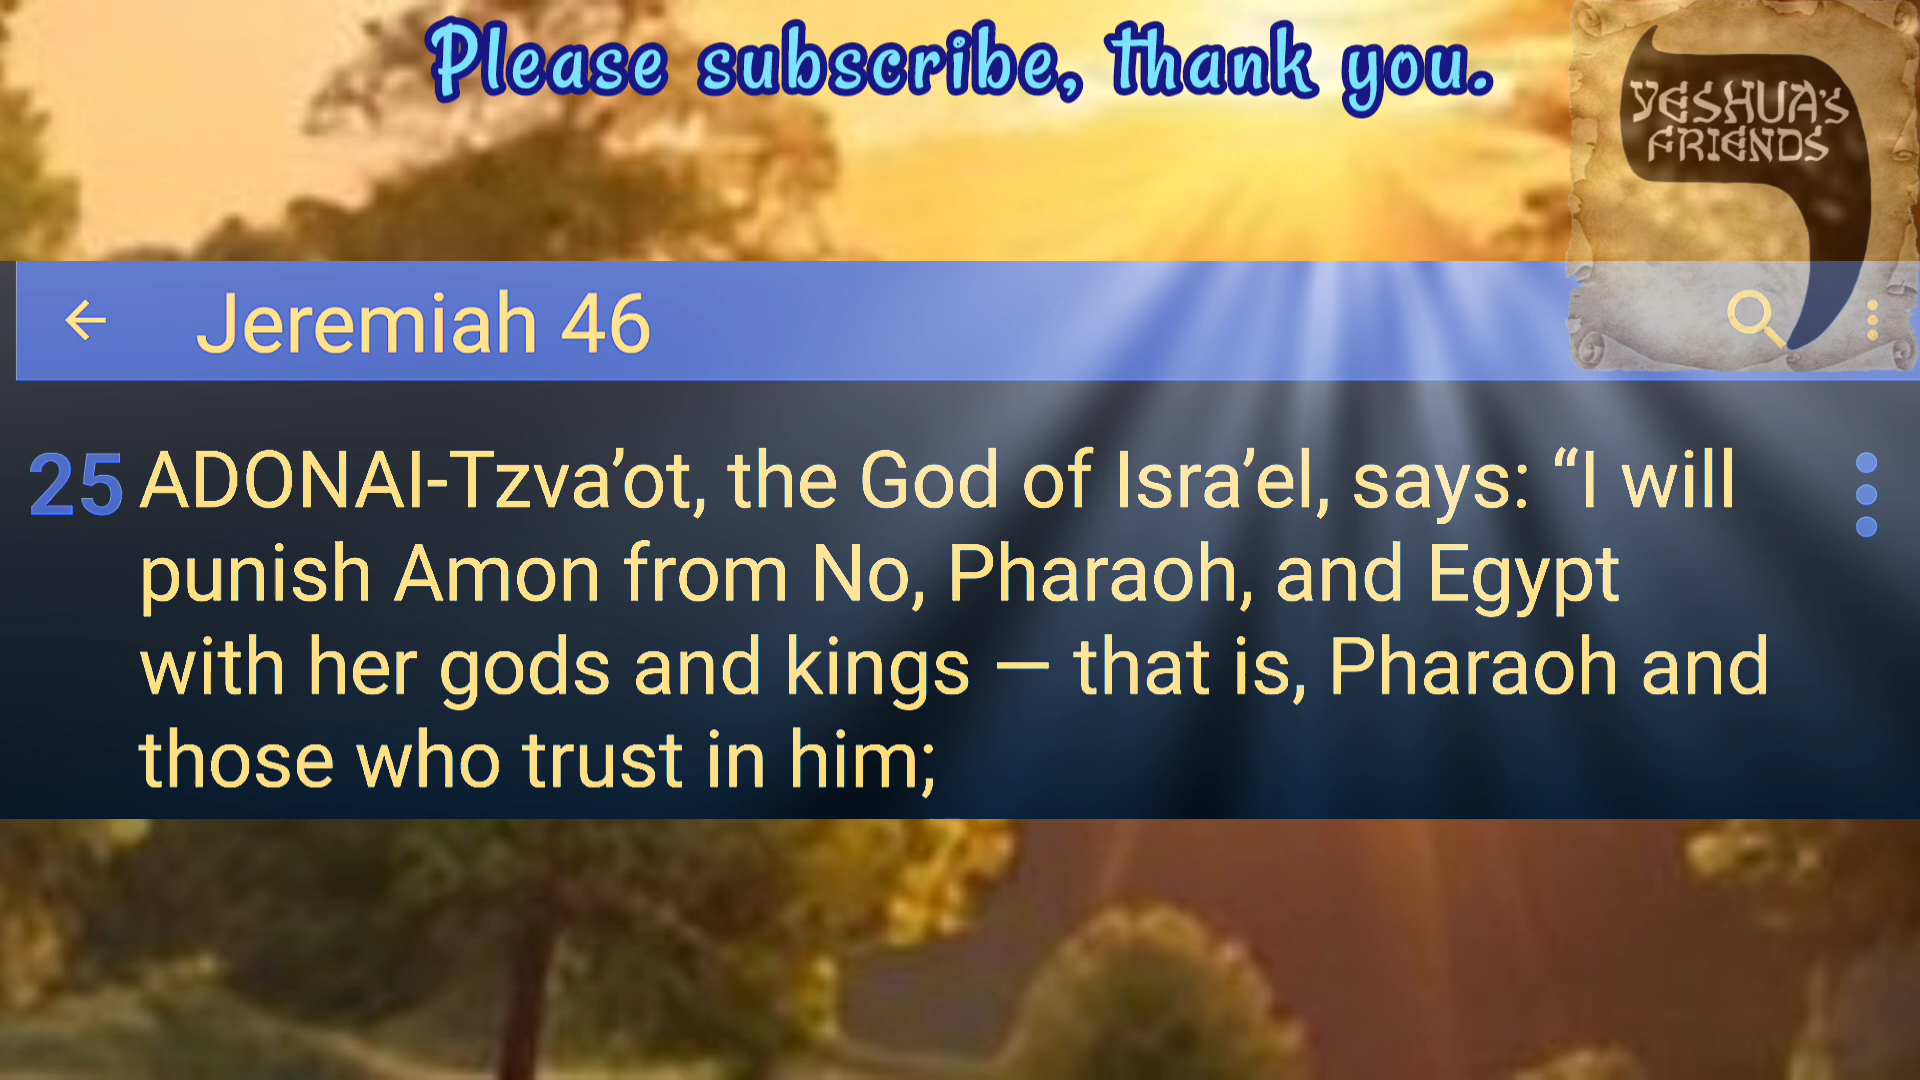 Please subscribe, thank you.
YESHUA'S
FRIENDS
Jeremiah 46
25 ADONAI-Tzva’ot, the God of Isra’el, says: “I will
punish Amon from No, Pharaoh, and Egypt
with her gods and kings — that is, Pharaoh and
those who trust in him;